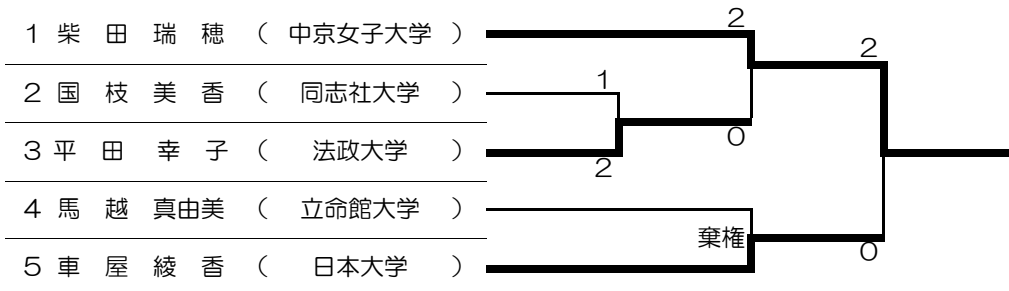 1 柴 田 瑞 穂 ( 中京女子大学 )
2 国 枝 美 香 ( 同志社大学 )
3 平 田 幸 子 ( 法政大学 )
4 馬 越 真由美 ( 立命館大学 )
5 車 屋 綾 香 ( 日本大学 )
1
2
2
0
棄権
2
0